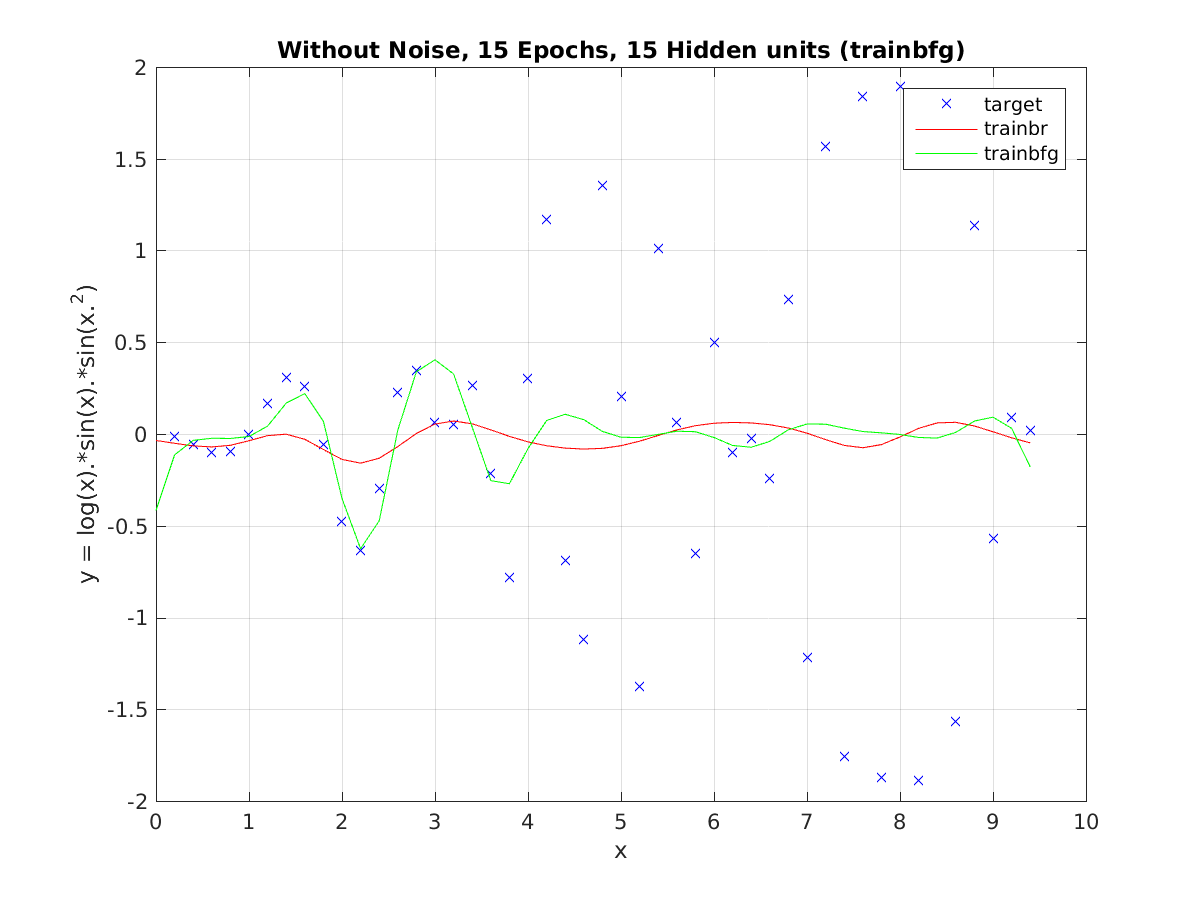 Without Noise, 15 Epochs, 15 Hidden units (trainbfg)
target
trainbr
trainbfg
y = log(x).*sin(x).*sin(x.²)
2
1.5
1
0.5
0
-0.5
-1
-1.5
-2
0 1 2 3 4 5 6 7 8 9 10
x